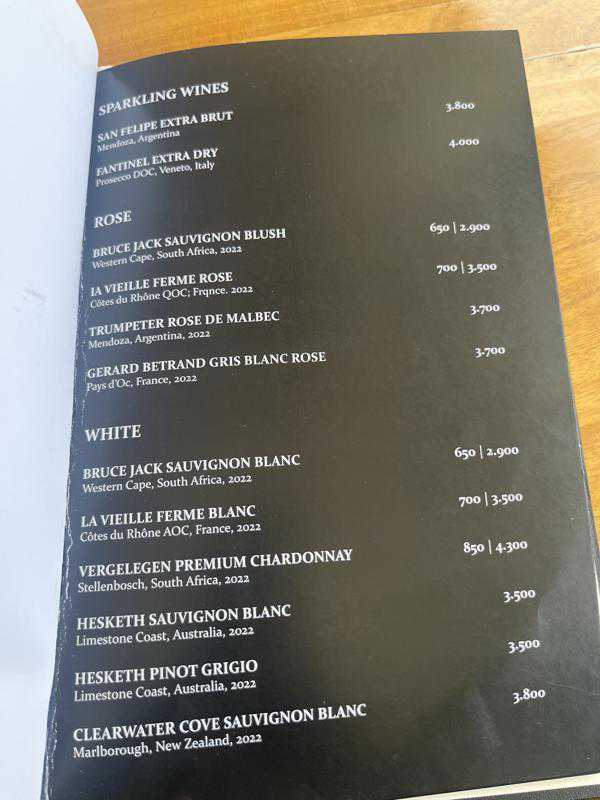 SPARKLING WINES
SAN FELIPE EXTRA BRUT 3.800
Mendoza, Argentina
FANTINEL EXTRA DRY 4.000
Prosecco DOC, Veneto, Italy
ROSE
BRUCE JACK SAUVIGNON BLUSH 650 | 2.900
Western Cape, South Africa, 2022
lA VIEILLE FERME ROSE 700 | 3.500
Côtes du Rhône QOC; Frqnce. 2022
TRUMPETER ROSE DE MALBEC 3.700
Mendoza, Argentina, 2022
GERARD BETRAND GRIS BLANC ROSE 3.700
Pays d'Oc, France, 2022
WHITE
BRUCE JACK SAUVIGNON BLANC 650 | 2.900
Western Cape, South Africa, 2022
LA VIEILLE FERME BLANC 700 | 3.500
Côtes du Rhône AOC, France, 2022
VERGELEGEN PREMIUM CHARDONNAY 850 | 4.300
Stellenbosch, South Africa, 2022
HESKETH SAUVIGNON BLANC 3.500
Limestone Coast, Australia, 2022
HESKETH PINOT GRIGIO 3.500
Limestone Coast, Australia, 2022
CLEARWATER COVE SAUVIGNON BLANC 3.800
Marlborough, New Zealand, 2022